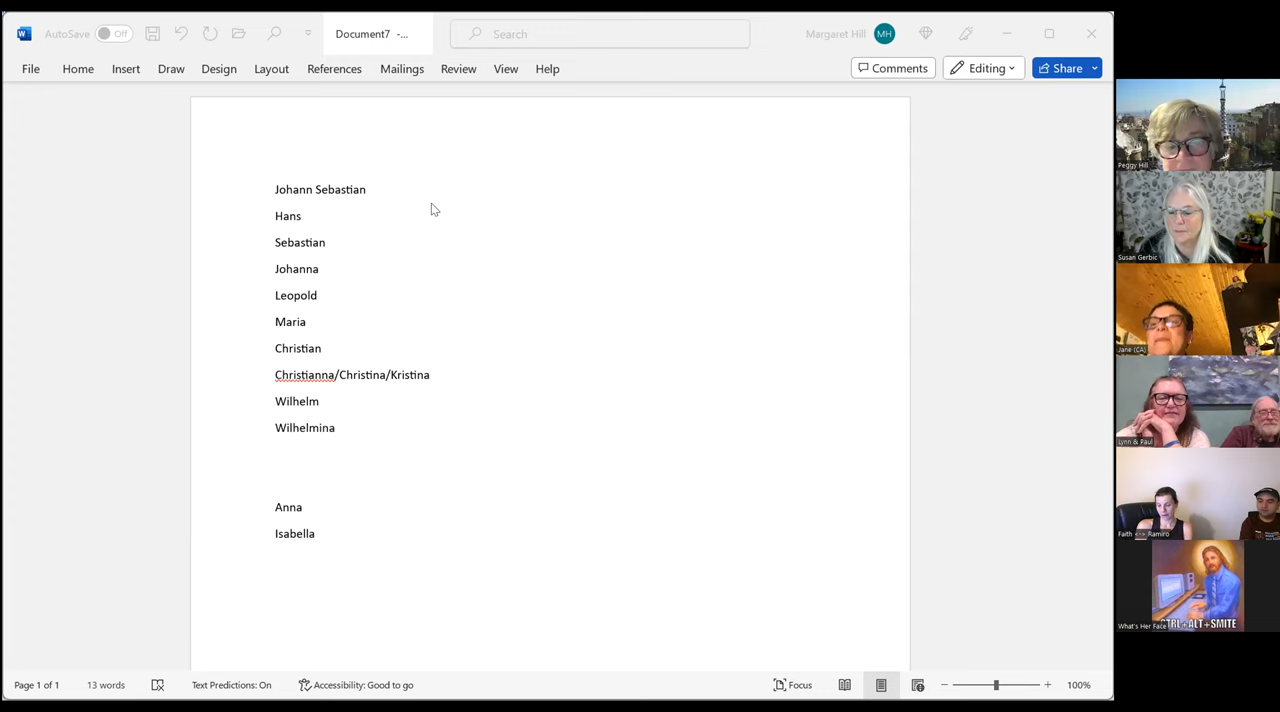 AutoSave Off Document7 -... Search Margaret Hill MH
File Home Insert Draw Design Layout References Mailings Review View Help Comments Editing Share
Johann Sebastian
Hans
Sebastian
Johanna
Leopold
Maria
Christian
Christianna/Christina/Kristina
Wilhelm
Wilhelmina
Anna
Isabella
Page 1 of 1 13 words Text Predictions: On Accessibility: Good to go Focus 100%
Peggy Hill
Susan Gerbic
Jane (CA)
Lynn & Paul
Faith <-> Ramiro
What's Her Face
CTRL+ALT+SMITE